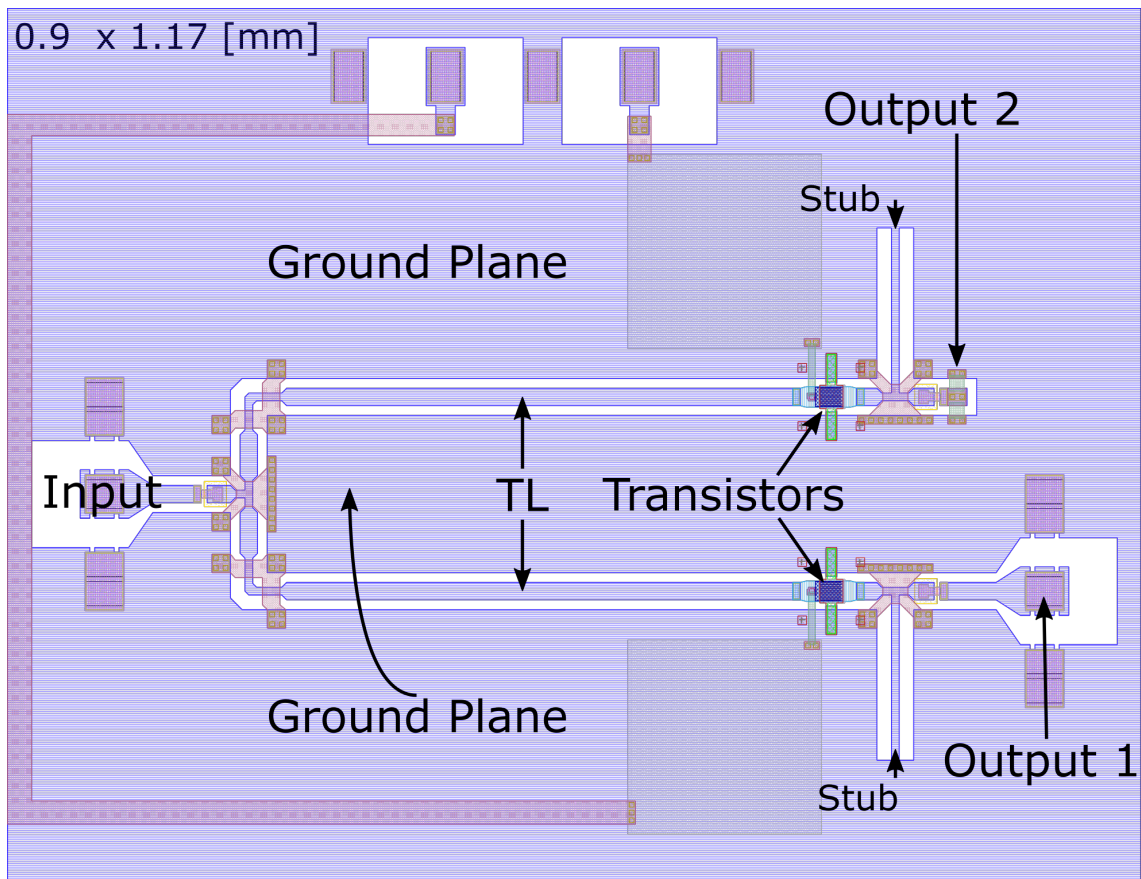 0.9 x 1.17 [mm]
Output 2
Stub
Ground Plane
Input
TL
Transistors
Ground Plane
Output 1
Stub